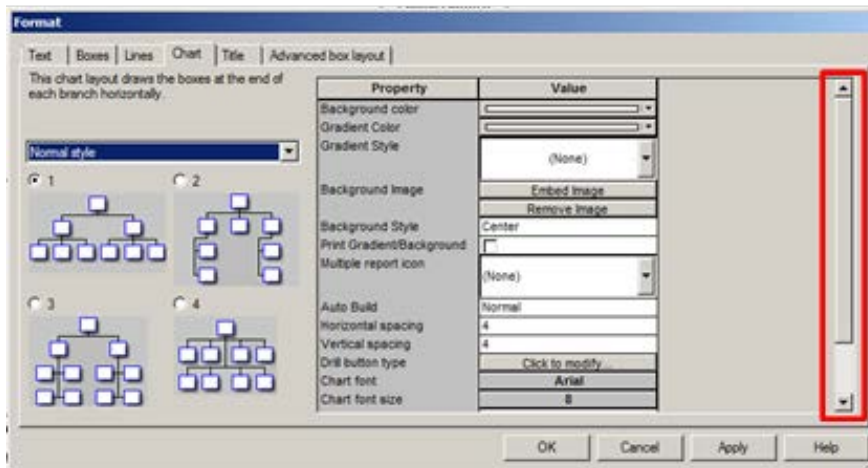 Format
Text Boxes Lines Chart Title Advanced box layout
This chart layout draws the boxes at the end of
each branch horizontally.
Normal style
1 2
3 4
Property Value
Background color
Gradient Color
Gradient Style (None)
Background Image Embed Image
Remove Image
Background Style Center
Print Gradient/Background
Multiple report icon (None)
Auto Build Normal
Horizontal spacing 4
Vertical spacing 4
Drill button type Click to modify...
Chart font Arial
Chart font size 8
OK Cancel Apply Help